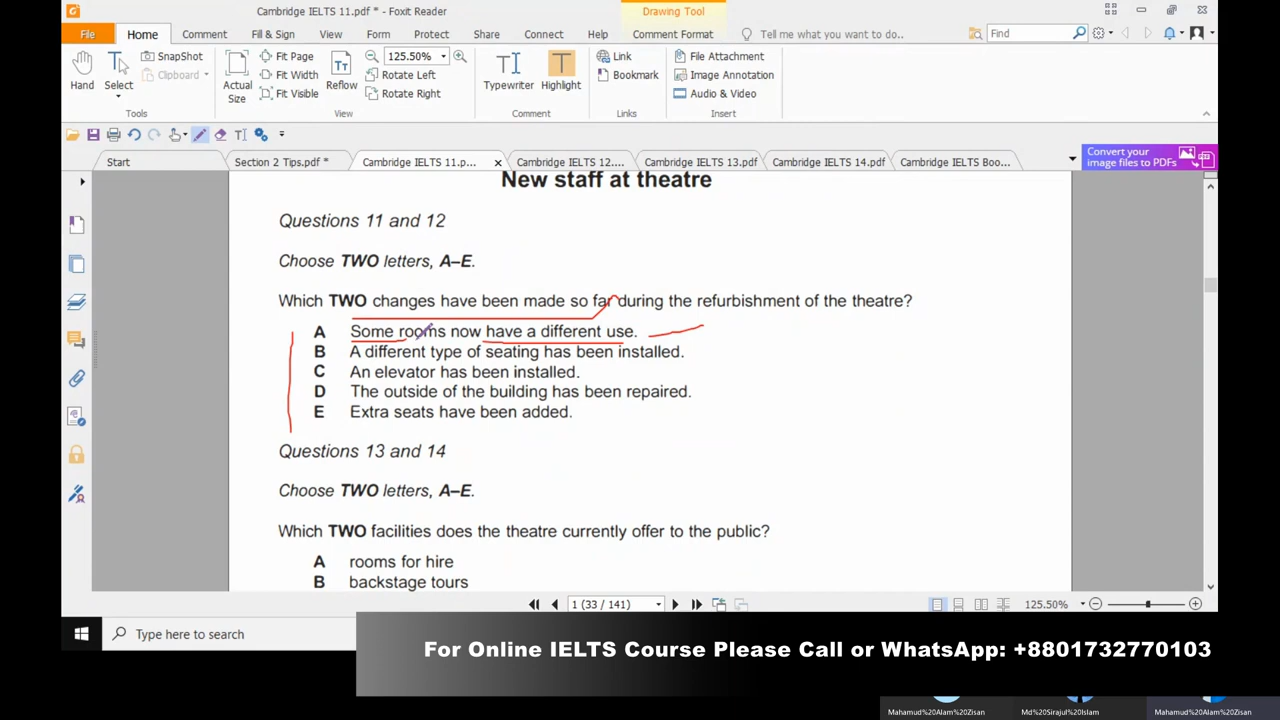 Cambridge IELTS 11.pdf * - Foxit Reader
Drawing Tool
File Home Comment Fill & Sign View Form Protect Share Connect Help Comment Format Tell me what you want to do.. Find
SnapShot
Clipboard
Hand Select
Actual Size
Reflow
Fit Page
Fit Width
Fit Visible
125.50%
Rotate Left
Rotate Right
Typewriter Highlight
Link
Bookmark
File Attachment
Image Annotation
Audio & Video
Tools View Comment Links Insert
Start Section 2 Tips.pdf * Cambridge IELTS 11.p... Cambridge IELTS 12.... Cambridge IELTS 13.pdf Cambridge IELTS 14.pdf Cambridge IELTS Boo...
Convert your
image files to PDFs
New staff at theatre
Questions 11 and 12
Choose TWO letters, A–E.
Which TWO changes have been made so far during the refurbishment of the theatre?
A Some rooms now have a different use.
B A different type of seating has been installed.
C An elevator has been installed.
D The outside of the building has been repaired.
E Extra seats have been added.
Questions 13 and 14
Choose TWO letters, A–E.
Which TWO facilities does the theatre currently offer to the public?
A rooms for hire
B backstage tours
1 (33 / 141) 125.50%
Type here to search
For Online IELTS Course Please Call or WhatsApp: +8801732770103
Mahamud%20Alam%20Zisan Md%20Sirajul%20Islam Mahamud%20Alam%20Zisan